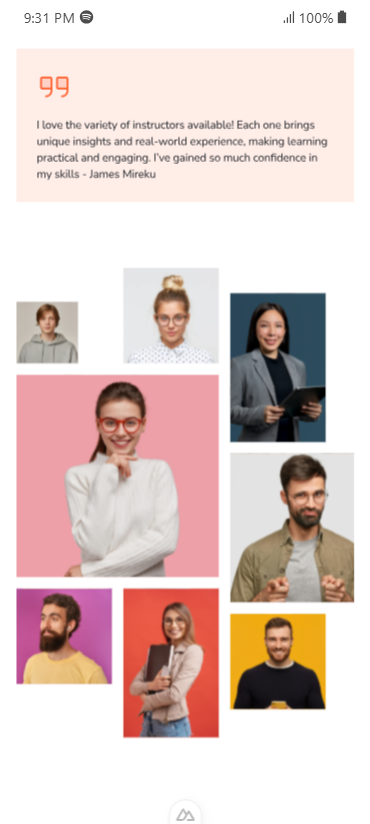 9:31 PM 100%
I love the variety of instructors available! Each one brings
unique insights and real-world experience, making learning
practical and engaging. I've gained so much confidence in
my skills - James Mireku